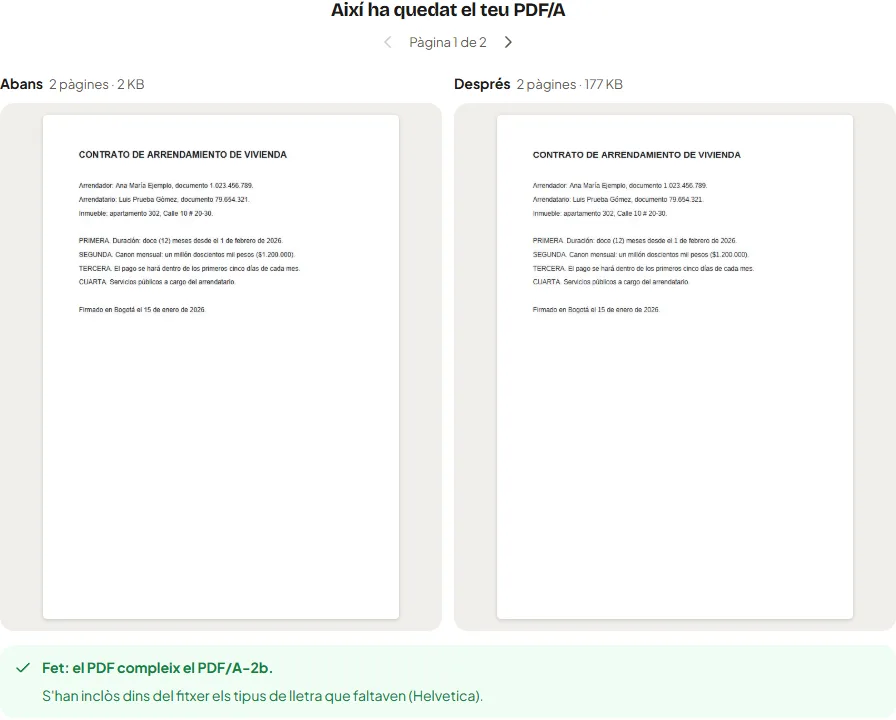 Així ha quedat el teu PDF/A
Pàgina 1 de 2
Abans 2 pàgines · 2 KB
CONTRATO DE ARRENDAMIENTO DE VIVIENDA
Arrendador: Ana María Ejemplo, documento 1.023.456.789.
Arrendatario: Luis Prueba Gómez, documento 79.654.321.
Inmueble: apartamento 302, Calle 10 # 20-30.
PRIMERA. Duración: doce (12) meses desde el 1 de febrero de 2026.
SEGUNDA. Canon mensual: un millón doscientos mil pesos ($1.200.000).
TERCERA. El pago se hará dentro de los primeros cinco días de cada mes.
CUARTA. Servicios públicos a cargo del arrendatario.
Firmado en Bogotá el 15 de enero de 2026.
Després 2 pàgines · 177 KB
CONTRATO DE ARRENDAMIENTO DE VIVIENDA
Arrendador: Ana María Ejemplo, documento 1.023.456.789.
Arrendatario: Luis Prueba Gómez, documento 79.654.321.
Inmueble: apartamento 302, Calle 10 # 20-30.
PRIMERA. Duración: doce (12) meses desde el 1 de febrero de 2026.
SEGUNDA. Canon mensual: un millón doscientos mil pesos ($1.200.000).
TERCERA. El pago se hará dentro de los primeros cinco días de cada mes.
CUARTA. Servicios públicos a cargo del arrendatario.
Firmado en Bogotá el 15 de enero de 2026.
Fet: el PDF compleix el PDF/A-2b.
S'han inclòs dins del fitxer els tipus de lletra que faltaven (Helvetica).